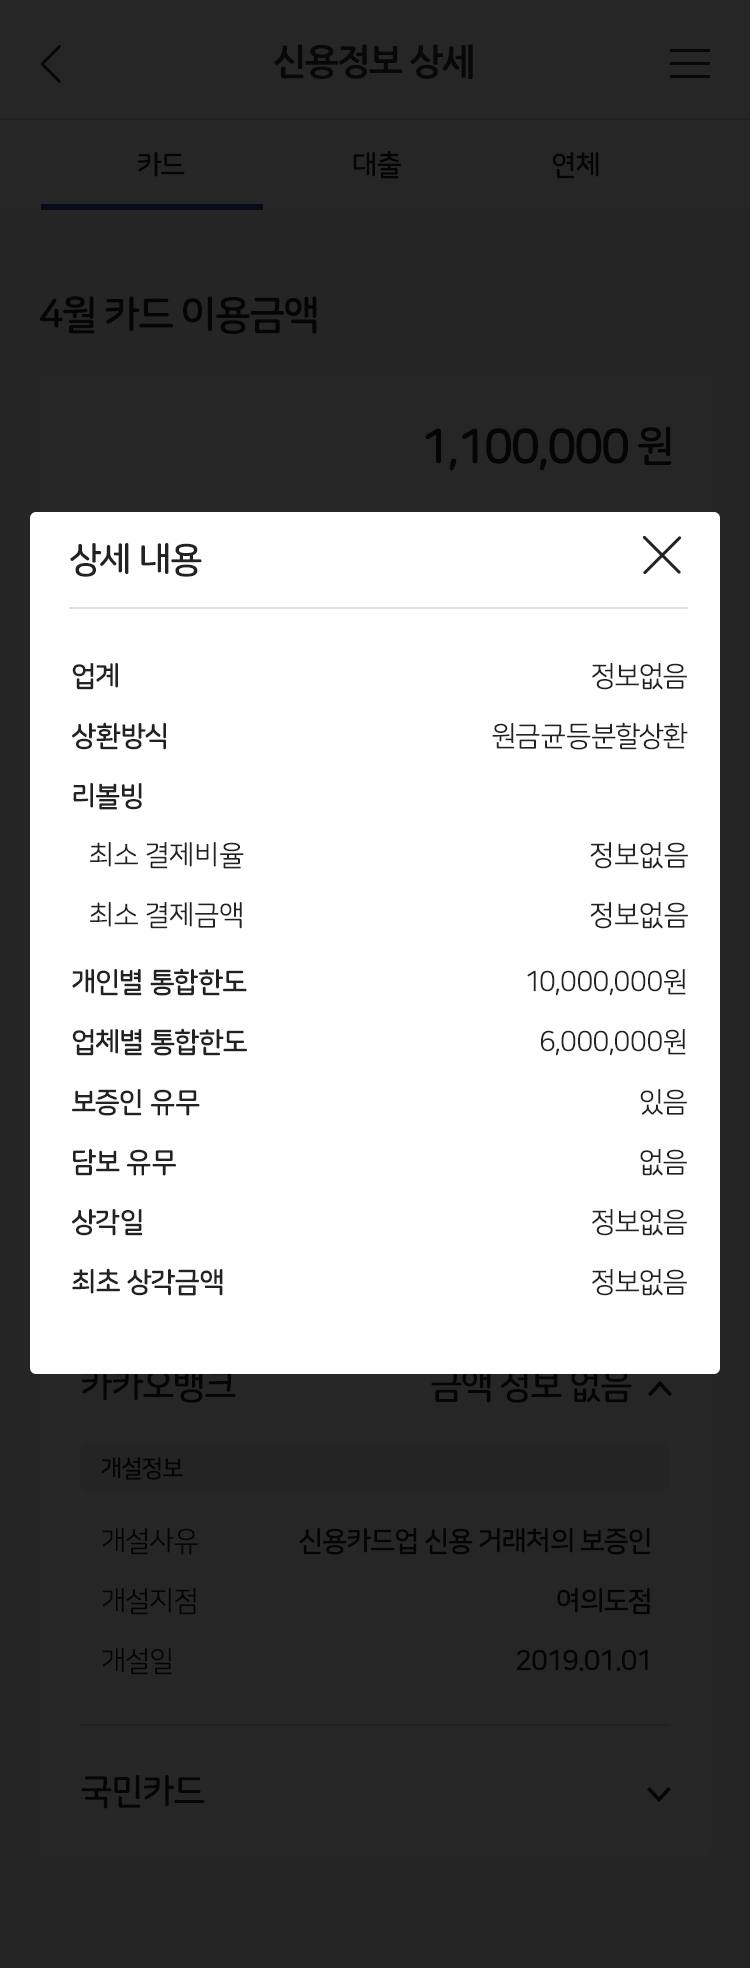 신용정보 상세
카드 대출 연체
4월 카드 이용금액
1,100,000 원
상세 내용
업계 정보없음
상환방식 원금균등분할상환
리볼빙
최소 결제비율 정보없음
최소 결제금액 정보없음
개인별 통합한도 10,000,000원
업체별 통합한도 6,000,000원
보증인 유무 있음
담보 유무 없음
상각일 정보없음
최초 상각금액 정보없음
카카오뱅크 금액 정보 없음
개설정보
개설사유 신용카드업 신용 거래처의 보증인
개설지점 여의도점
개설일 2019.01.01
국민카드